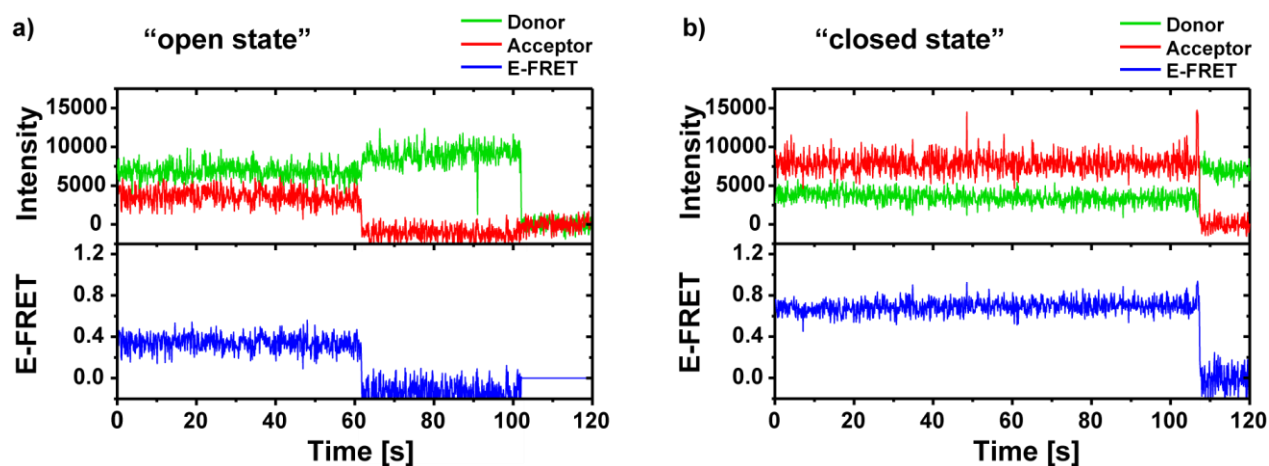 a)
“open state”
Donor
Acceptor
E-FRET
Intensity
15000
10000
5000
0
E-FRET
1.2
0.8
0.4
0.0
0 20 40 60 80 100 120
Time [s]
b)
“closed state”
Donor
Acceptor
E-FRET
Intensity
15000
10000
5000
0
E-FRET
1.2
0.8
0.4
0.0
0 20 40 60 80 100 120
Time [s]